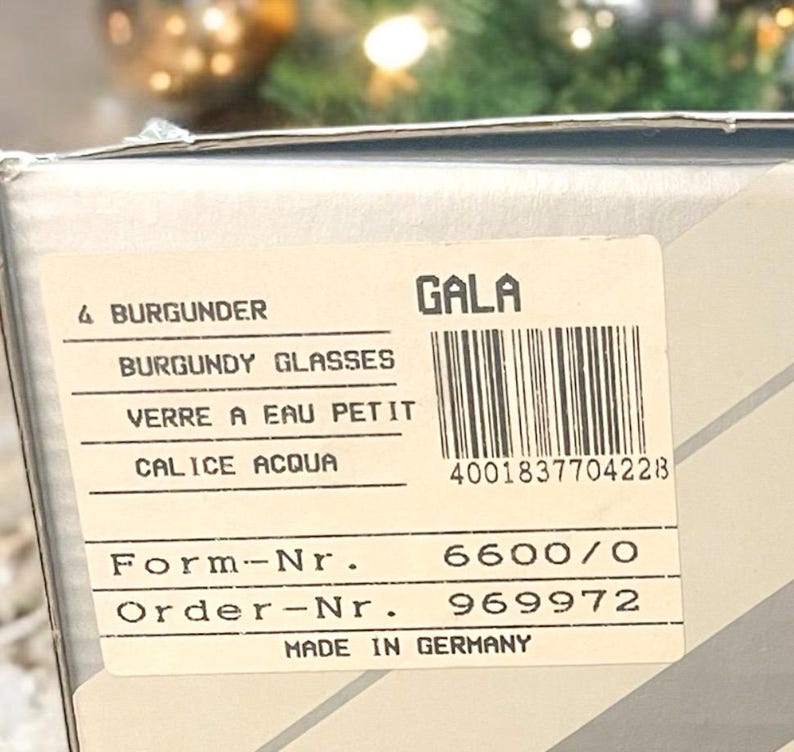 4 BURGUNDER
BURGUNDY GLASSES
VERRE A EAU PETIT
CALICE ACQUA
GALA
4001837704228
Form-Nr. 6600/0
Order-Nr. 969972
MADE IN GERMANY